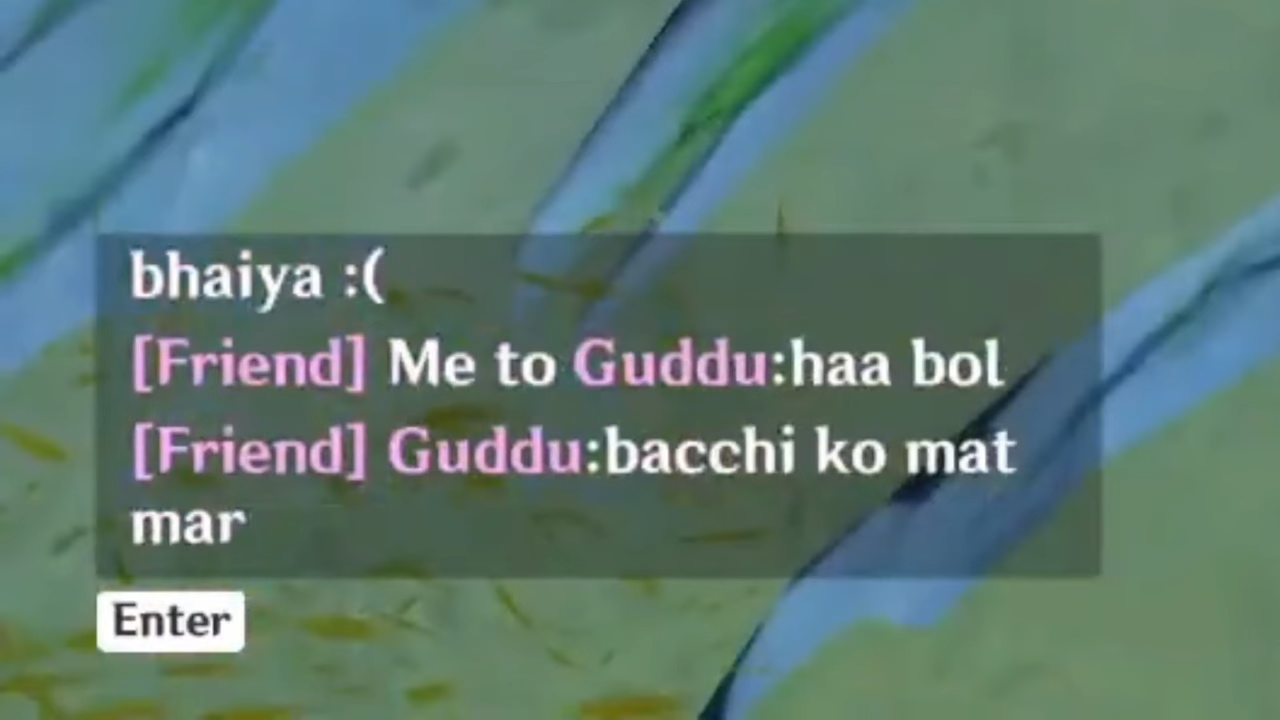 bhaiya :(
[Friend] Me to Guddu:haa bol
[Friend] Guddu:bacchi ko mat
mar
Enter